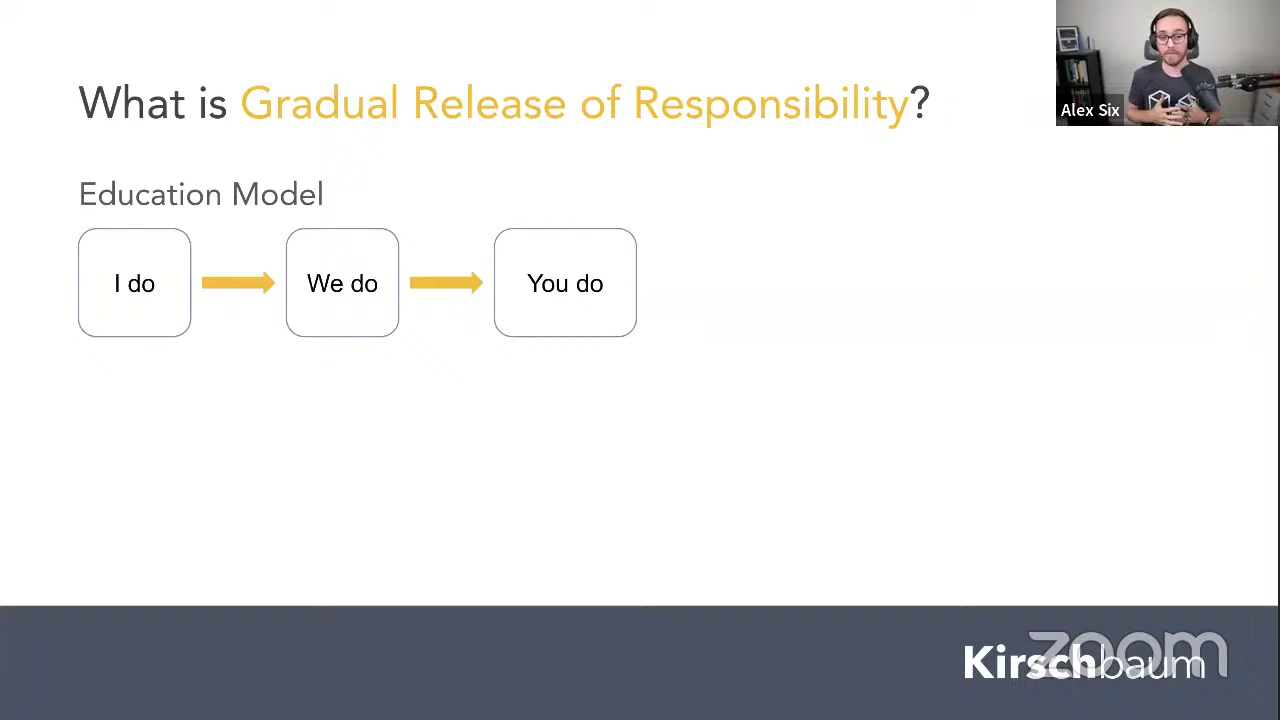 What is Gradual Release of Responsibility?
Alex Six
Education Model
I do
We do
You do
Kirschbaum
zoom